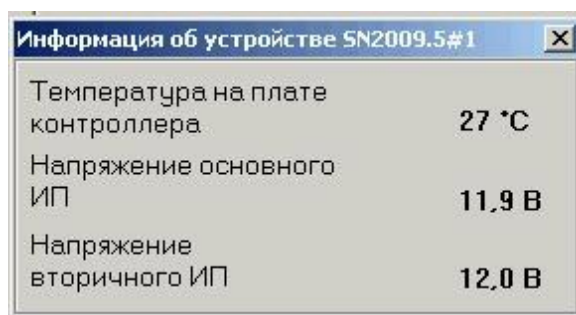 Информация об устройстве SN2009.5#1
Температура на плате
контроллера
27 °C
Напряжение основного
ИП
11,9 В
Напряжение
вторичного ИП
12,0 В